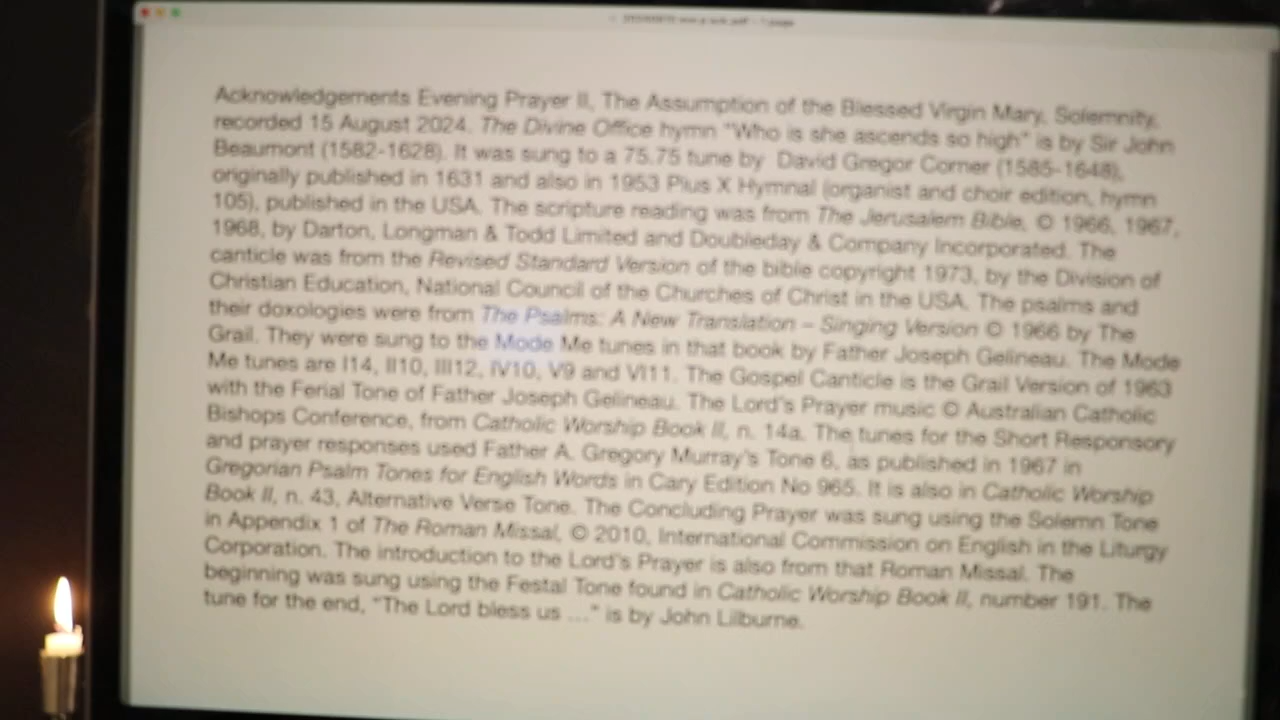 Acknowledgements Evening Prayer II, The Assumption of the Blessed Virgin Mary, Solemnity,
recorded 15 August 2024. The Divine Office hymn "Who is she ascends so high" is by Sir John
Beaumont (1582-1628). It was sung to a 75.75 tune by David Gregor Corner (1585-1648),
originally published in 1631 and also in 1953 Pius X Hymnal (organist and choir edition, hymn
105), published in the USA. The scripture reading was from The Jerusalem Bible, © 1966, 1967,
1968, by Darton, Longman & Todd Limited and Doubleday & Company Incorporated. The
canticle was from the Revised Standard Version of the bible copyright 1973, by the Division of
Christian Education, National Council of the Churches of Christ in the USA. The psalms and
their doxologies were from The Psalms: A New Translation – Singing Version © 1966 by The
Grail. They were sung to the Mode Me tunes in that book by Father Joseph Gelineau. The Mode
Me tunes are I14, II10, III12, IV10, V9 and VI11. The Gospel Canticle is the Grail Version of 1963
with the Ferial Tone of Father Joseph Gelineau. The Lord's Prayer music © Australian Catholic
Bishops Conference, from Catholic Worship Book II, n. 14a. The tunes for the Short Responsory
and prayer responses used Father A. Gregory Murray's Tone 6, as published in 1967 in
Gregorian Psalm Tones for English Words in Cary Edition No 965. It is also in Catholic Worship
Book II, n. 43, Alternative Verse Tone. The Concluding Prayer was sung using the Solemn Tone
in Appendix 1 of The Roman Missal, © 2010, International Commission on English in the Liturgy
Corporation. The introduction to the Lord's Prayer is also from that Roman Missal. The
beginning was sung using the Festal Tone found in Catholic Worship Book II, number 191. The
tune for the end, "The Lord bless us …" is by John Lilburne.